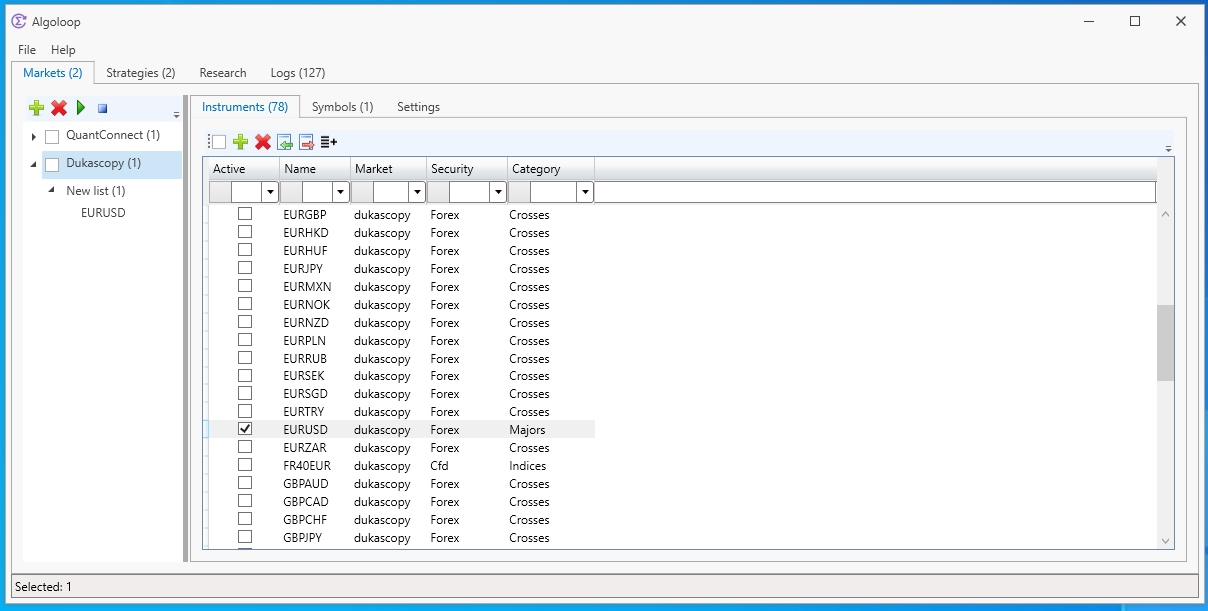 Algoloop
File Help
Markets (2) Strategies (2) Research Logs (127)
Instruments (78) Symbols (1) Settings
QuantConnect (1)
Dukascopy (1)
New list (1)
EURUSD
Active Name Market Security Category
EURGBP dukascopy Forex Crosses
EURHKD dukascopy Forex Crosses
EURHUF dukascopy Forex Crosses
EURJPY dukascopy Forex Crosses
EURMXN dukascopy Forex Crosses
EURNOK dukascopy Forex Crosses
EURNZD dukascopy Forex Crosses
EURPLN dukascopy Forex Crosses
EURRUB dukascopy Forex Crosses
EURSEK dukascopy Forex Crosses
EURSGD dukascopy Forex Crosses
EURTRY dukascopy Forex Crosses
EURUSD dukascopy Forex Majors
EURZAR dukascopy Forex Crosses
FR40EUR dukascopy Cfd Indices
GBPAUD dukascopy Forex Crosses
GBPCAD dukascopy Forex Crosses
GBPCHF dukascopy Forex Crosses
GBPJPY dukascopy Forex Crosses
Selected: 1